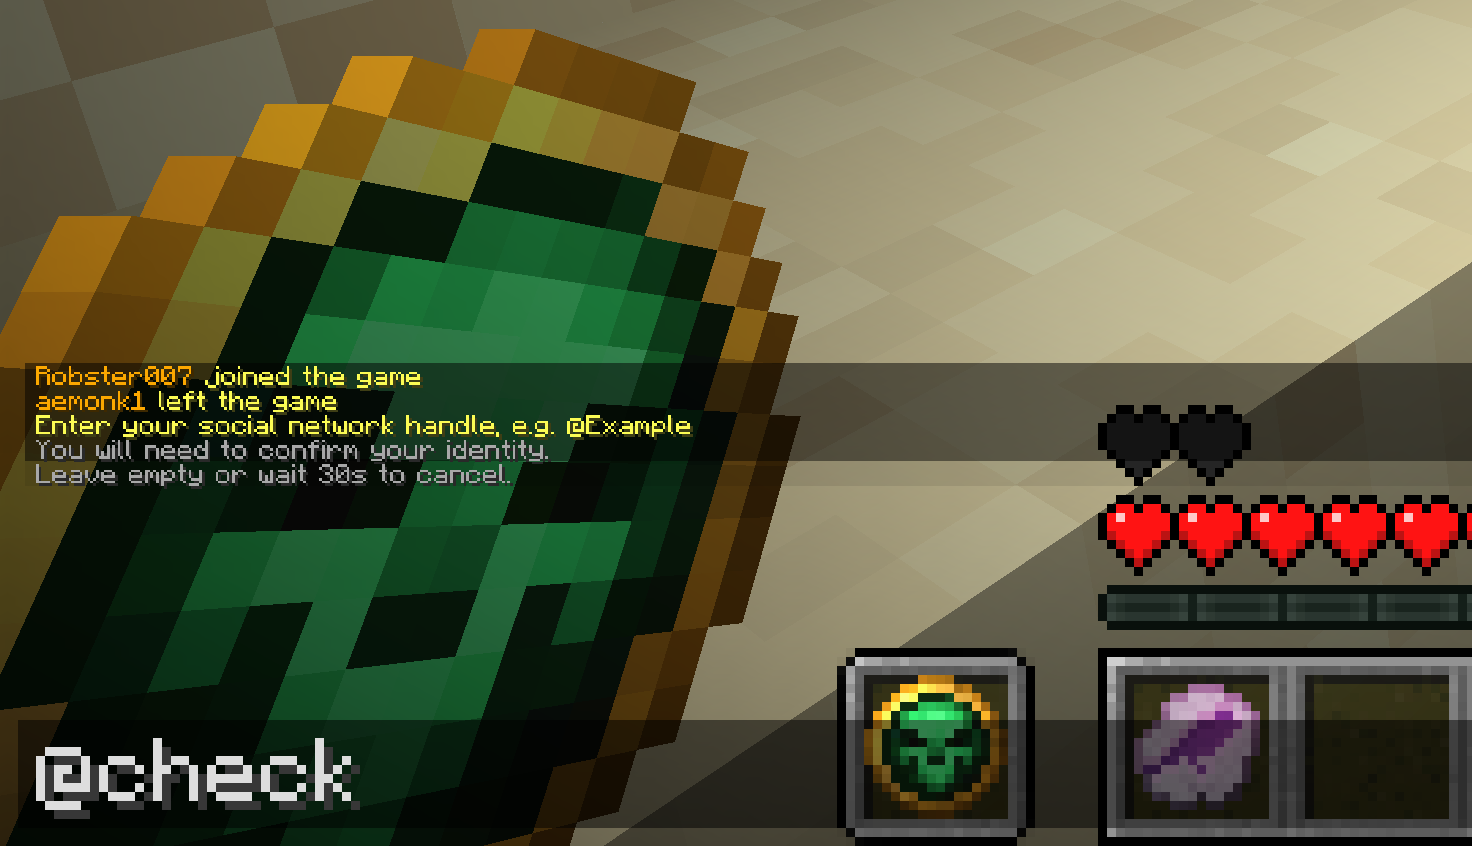 Robster007 joined the game
aemonk1 left the game
Enter your social network handle, e.g. @Example
You will need to confirm your identity.
Leave empty or wait 30s to cancel.
@check